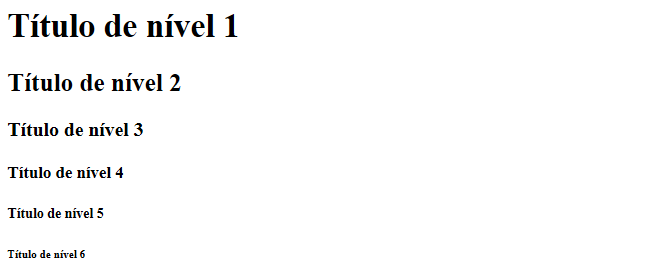 Título de nível 1
Título de nível 2
Título de nível 3
Título de nível 4
Título de nível 5
Título de nível 6